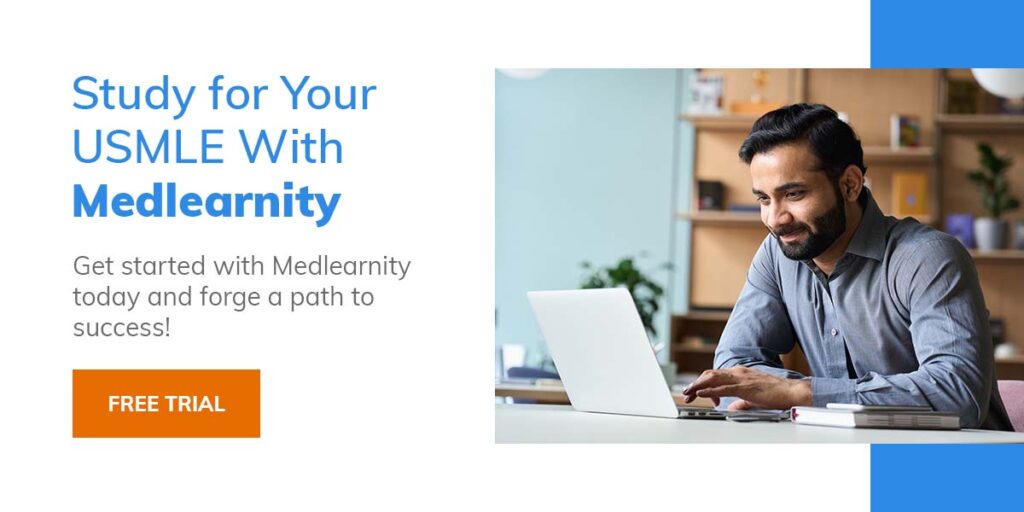 Study for Your
USMLE With
Medlearnity
Get started with Medlearnity
today and forge a path to
success!
FREE TRIAL